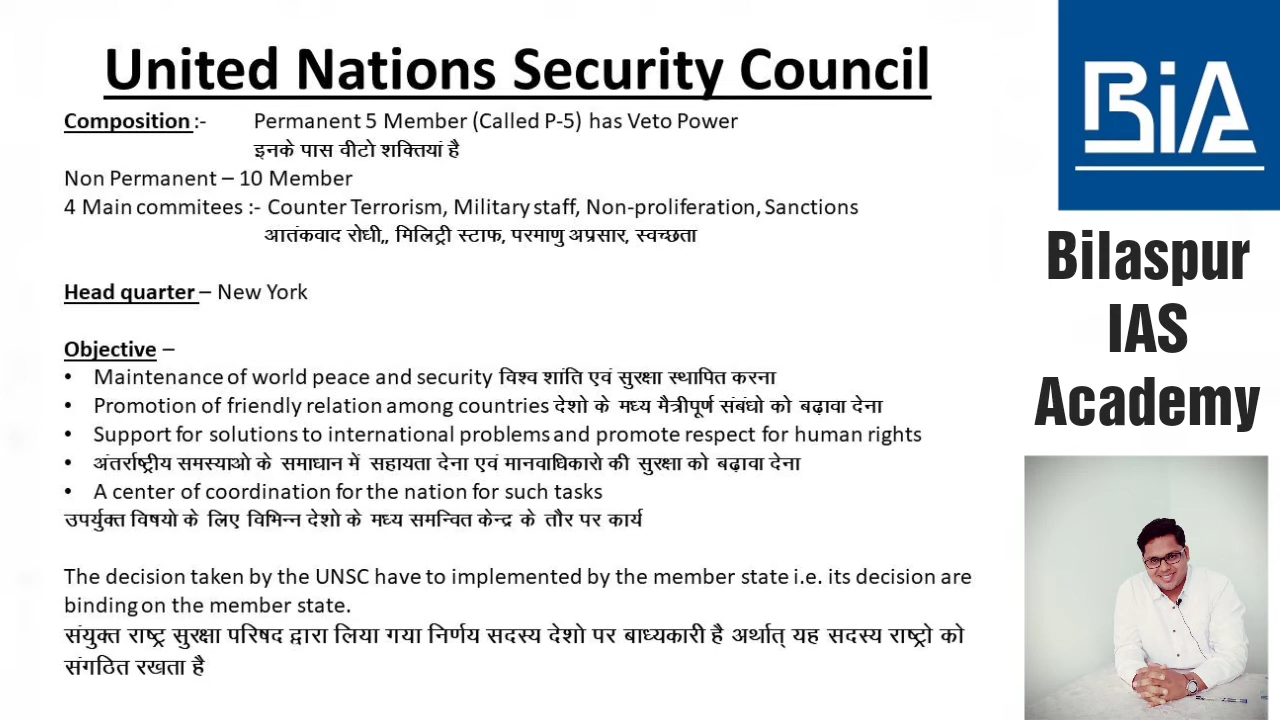 United Nations Security Council
Composition :- Permanent 5 Member (Called P-5) has Veto Power
इनके पास वीटो शक्तियां है
Non Permanent – 10 Member
4 Main commitees :- Counter Terrorism, Military staff, Non-proliferation, Sanctions
आतंकवाद रोधी,, मिलिट्री स्टाफ, परमाणु अप्रसार, स्वच्छता
Head quarter – New York
Objective –
• Maintenance of world peace and security विश्व शांति एवं सुरक्षा स्थापित करना
• Promotion of friendly relation among countries देशो के मध्य मैत्रीपूर्ण संबंधो को बढ़ावा देना
• Support for solutions to international problems and promote respect for human rights
• अंतर्राष्ट्रीय समस्याओ के समाधान में सहायता देना एवं मानवाधिकारो की सुरक्षा को बढ़ावा देना
• A center of coordination for the nation for such tasks
उपर्युक्त विषयो के लिए विभिन्न देशो के मध्य समन्वित केन्द्र के तौर पर कार्य
The decision taken by the UNSC have to implemented by the member state i.e. its decision are
binding on the member state.
संयुक्त राष्ट्र सुरक्षा परिषद द्वारा लिया गया निर्णय सदस्य देशो पर बाध्यकारी है अर्थात् यह सदस्य राष्ट्रो को
संगठित रखता है
BiA
Bilaspur
IAS
Academy